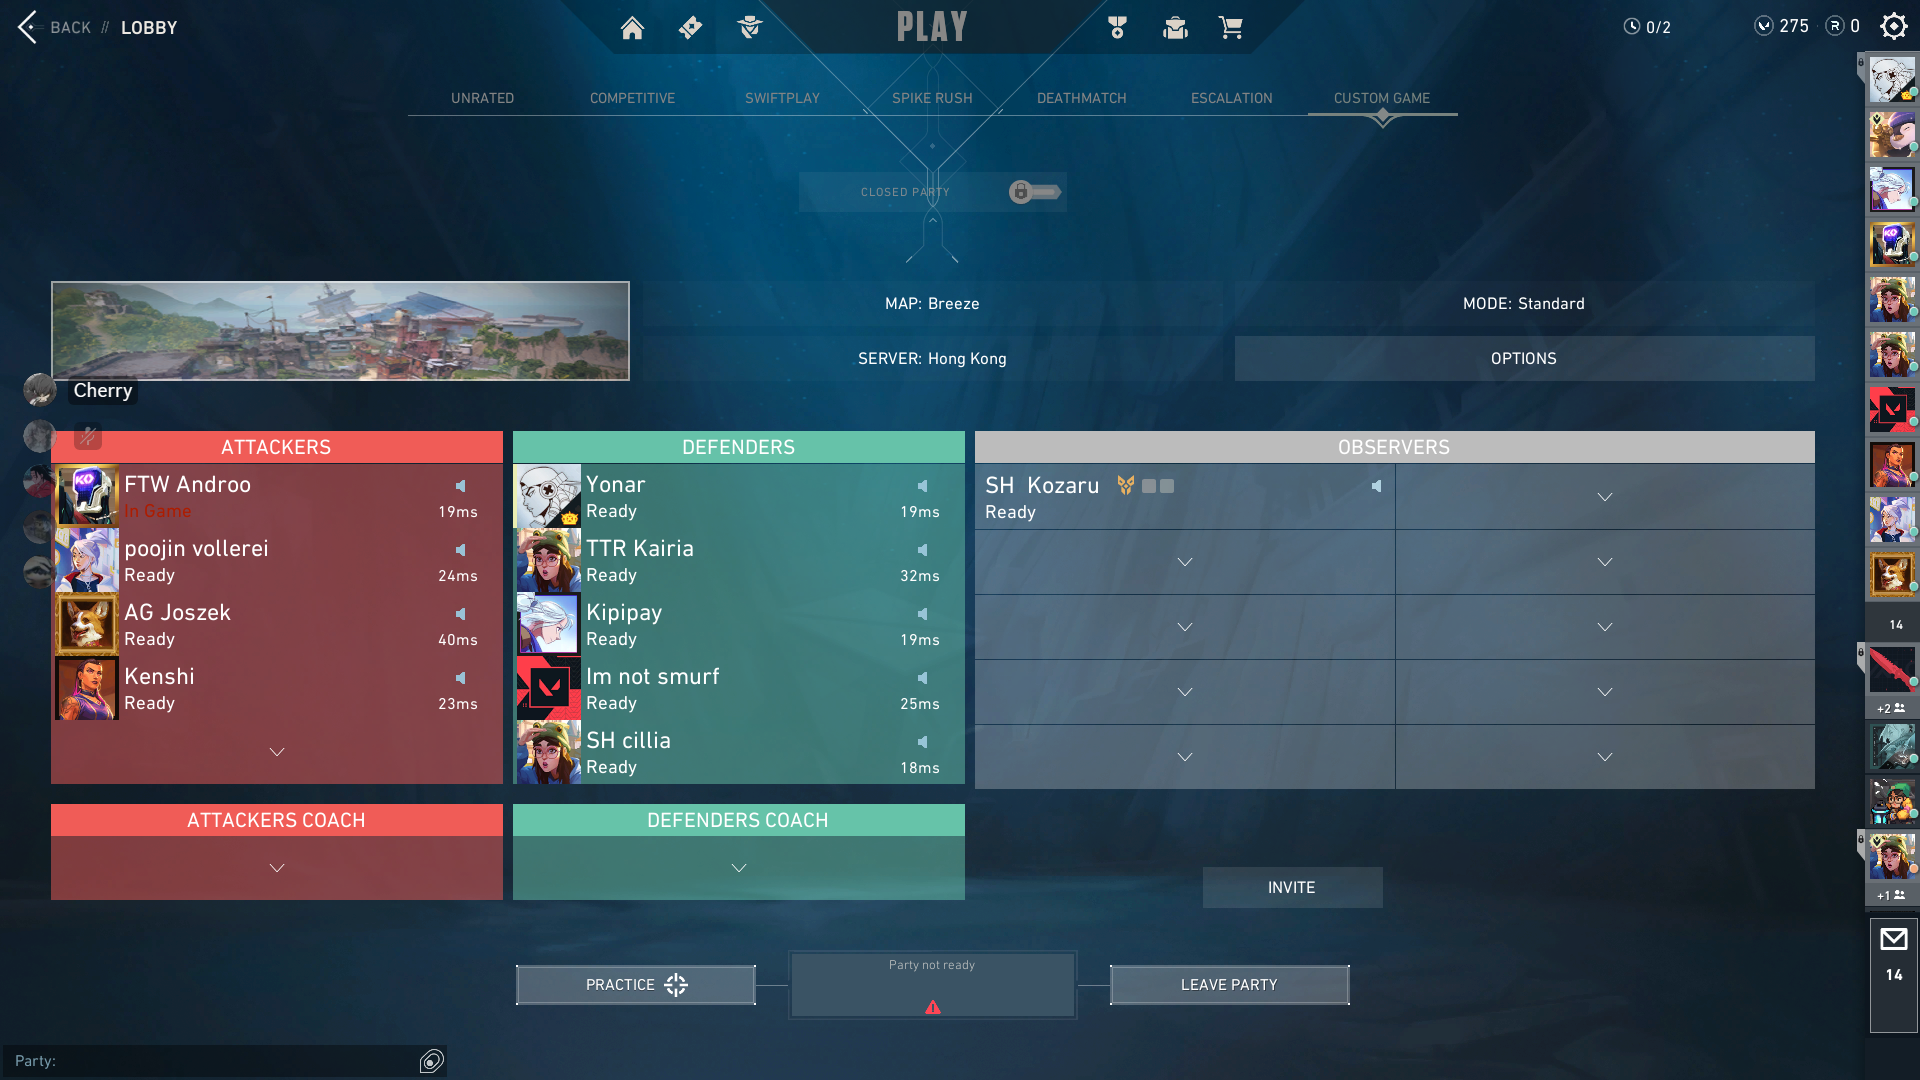 BACK // LOBBY
PLAY
0/2
275
R 0
UNRATED
COMPETITIVE
SWIFTPLAY
SPIKE RUSH
DEATHMATCH
ESCALATION
CUSTOM GAME
CLOSED PARTY
MAP: Breeze
MODE: Standard
SERVER: Hong Kong
OPTIONS
Cherry
ATTACKERS
FTW Androo
In Game
19ms
poojin vollerei
Ready
24ms
AG Joszek
Ready
40ms
Kenshi
Ready
23ms
DEFENDERS
Yonar
Ready
19ms
TTR Kairia
Ready
32ms
Kipipay
Ready
19ms
Im not smurf
Ready
25ms
SH cillia
Ready
18ms
OBSERVERS
SH Kozaru
Ready
ATTACKERS COACH
DEFENDERS COACH
INVITE
PRACTICE
Party not ready
LEAVE PARTY
Party:
KO
KO
14
+2
+1
14